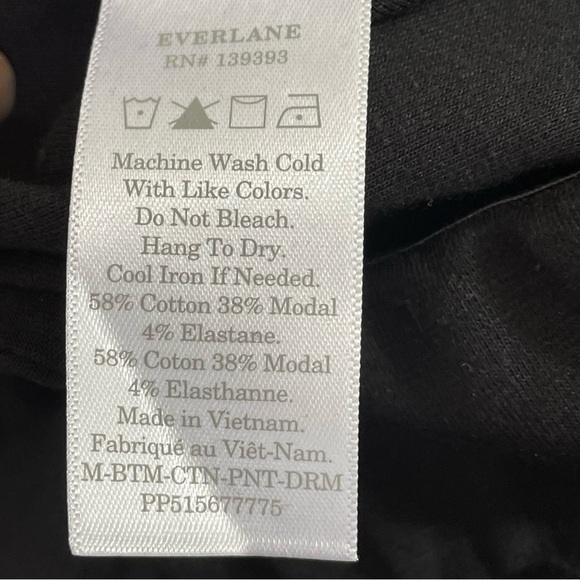 EVERLANE
RN# 139393
Machine Wash Cold
With Like Colors.
Do Not Bleach.
Hang To Dry.
Cool Iron If Needed.
58% Cotton 38% Modal
4% Elastane.
58% Coton 38% Modal
4% Elasthanne.
Made in Vietnam.
Fabriqué au Viêt-Nam.
M-BTM-CTN-PNT-DRM
PP515677775